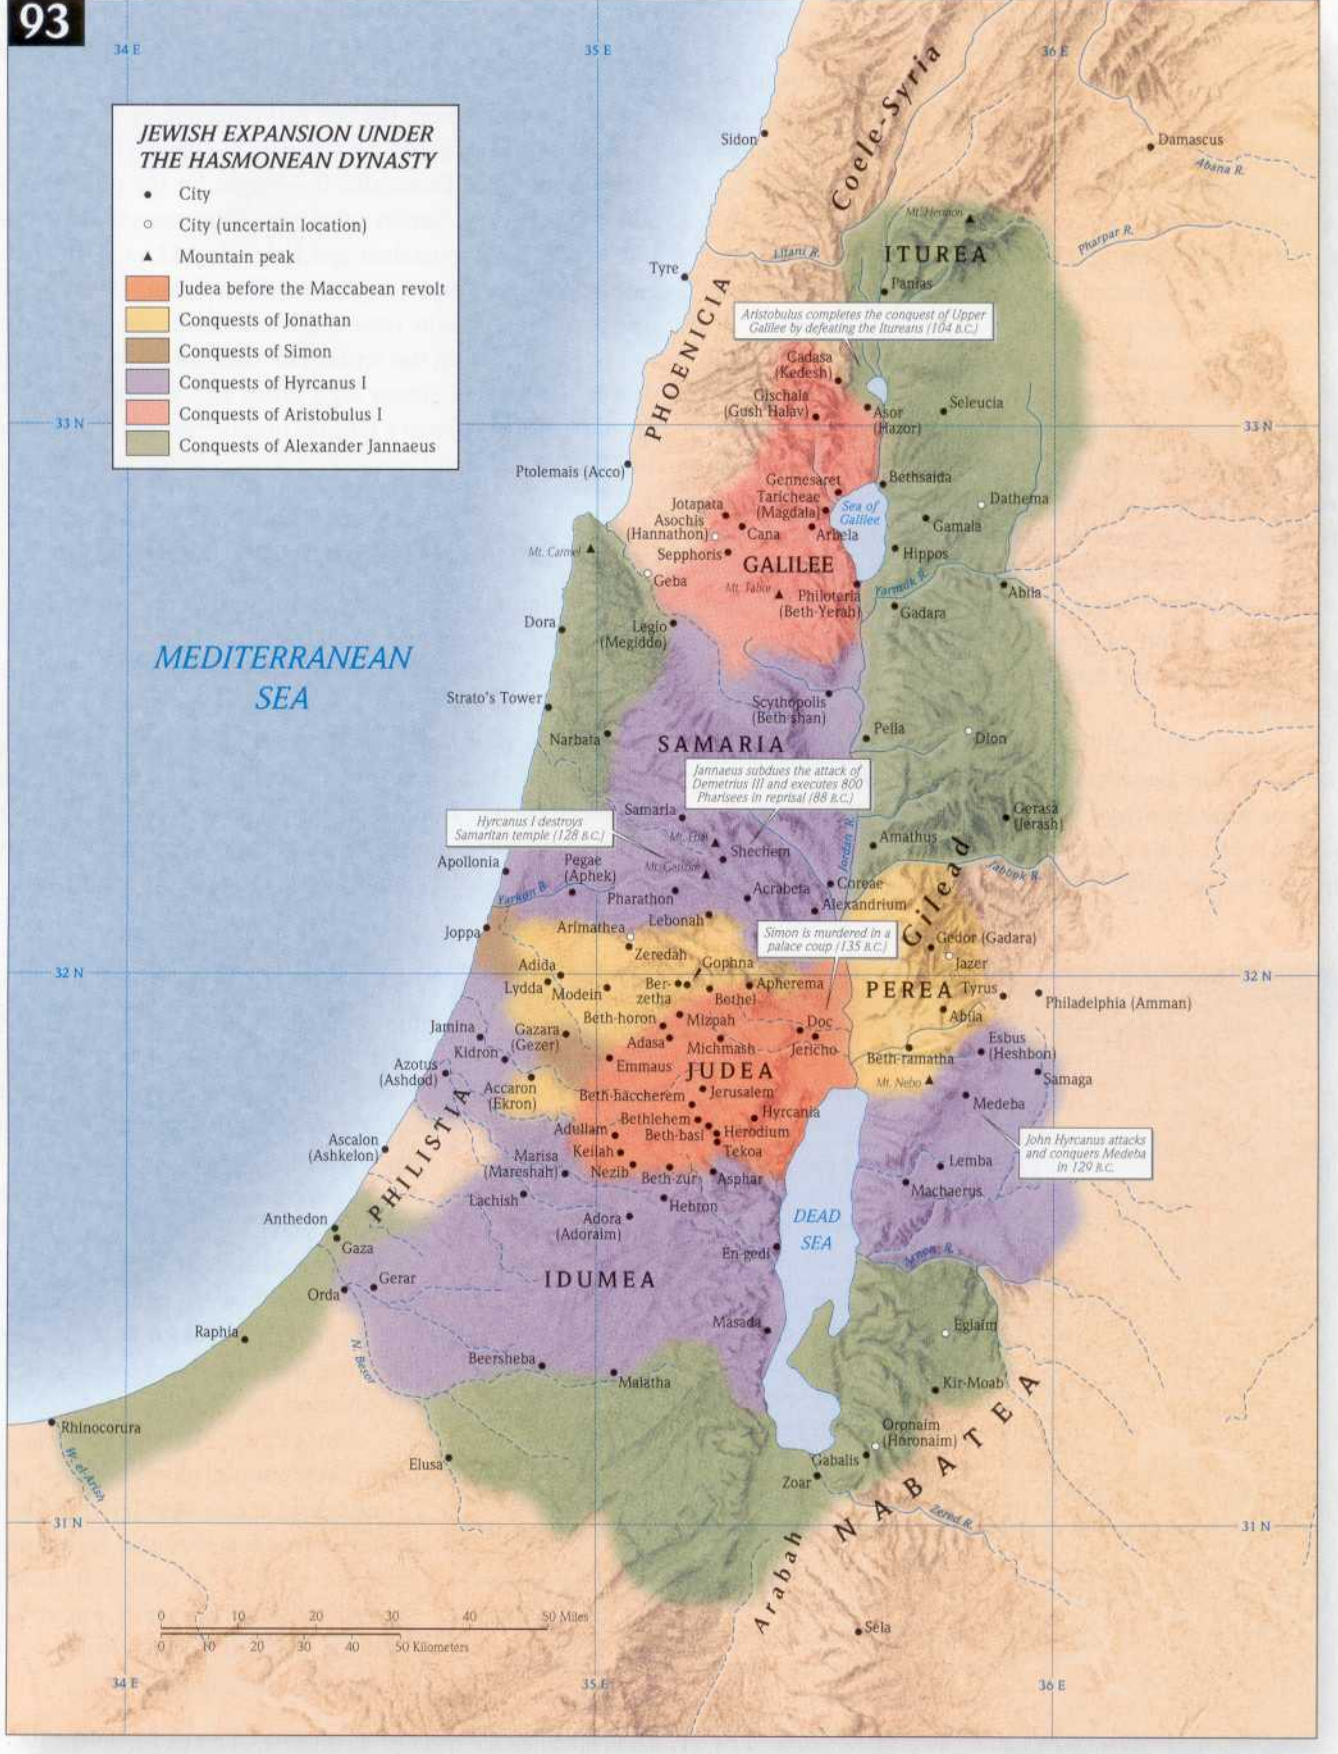 93
34 E
35 E
36 E
JEWISH EXPANSION UNDER
THE HASMONEAN DYNASTY
City
City (uncertain location)
Mountain peak
Judea before the Maccabean revolt
Conquests of Jonathan
Conquests of Simon
Conquests of Hyrcanus I
Conquests of Aristobulus I
Conquests of Alexander Jannaeus
Coele-Syria
Sidon
Damascus
Abana R.
Mt. Hermon
Pharpar R.
Litani R.
ITUREA
Tyre
Panias
PHOENICIA
Aristobulus completes the conquest of Upper
Galilee by defeating the Itureans (104 B.C.)
Cadasa
(Kedesh)
Gischala
(Gush Halav)
Asor
(Hazor)
Seleucia
33 N
33 N
Ptolemais (Acco)
Gennesaret
Bethsaida
Taricheae
(Magdala)
Sea of
Galilee
Dathema
Jotapata
Asochis
(Hannathon)
Cana
Arbela
Gamala
Sepphoris
Hippos
Mt. Carmel
GALILEE
Geba
Mt. Tabor
Philoteria
(Beth-Yerah)
Yarmuk R.
Abila
Gadara
Dora
Legio
(Megiddo)
MEDITERRANEAN
SEA
Strato's Tower
Scythopolis
(Beth-shan)
Narbata
SAMARIA
Pella
Dion
Jannaeus subdues the attack of
Demetrius III and executes 800
Pharisees in reprisal (88 B.C.)
Samaria
Gerasa
(Jerash)
Hyrcanus I destroys
Samaritan temple (128 B.C.)
Mt. Ebal
Shechem
Jordan R.
Amathus
Apollonia
Pegae
(Aphek)
Mt. Gerizim
Jabbok R.
Yarkon R.
Pharathon
Acrabeta
Coreae
Alexandrium
Gilead
Joppa
Arimathea
Lebonah
Simon is murdered in a
palace coup (135 B.C.)
Gedor (Gadara)
Zeredah
Jazer
32 N
32 N
Adida
Gophna
Lydda
Modein
Ber-
zetha
Bethel
Apherema
PEREA
Tyrus
Philadelphia (Amman)
Abila
Beth-horon
Mizpah
Doc
Jamina
Gazara
(Gezer)
Adasa
Michmash
Jericho
Esbus
(Heshbon)
Kidron
Emmaus
Beth-ramatha
Azotus
(Ashdod)
JUDEA
Mt. Nebo
Samaga
Accaron
(Ekron)
Beth-haccherem
Jerusalem
Medeba
Bethlehem
Hyrcania
PHILISTIA
Adullam
Beth-basi
Herodium
Ascalon
(Ashkelon)
Keilah
Tekoa
John Hyrcanus attacks
and conquers Medeba
in 129 B.C.
Marisa
(Mareshah)
Nezib
Beth-zur
Asphar
Lemba
Machaerus
Lachish
Hebron
Adora
(Adoraim)
DEAD
SEA
Anthedon
Gaza
En-gedi
Arnon R.
Gerar
IDUMEA
Orda
Raphia
Masada
Eglaim
N. Besor
Beersheba
Malatha
Kir-Moab
Rhinocorura
Oronaim
(Horonaim)
W. el-Arish
Elusa
Gabalis
Zoar
NABATEA
31 N
31 N
Zered R.
Arabah
0 10 20 30 40 50 Miles
0 10 20 30 40 50 Kilometers
Sela
34 E
35 E
36 E